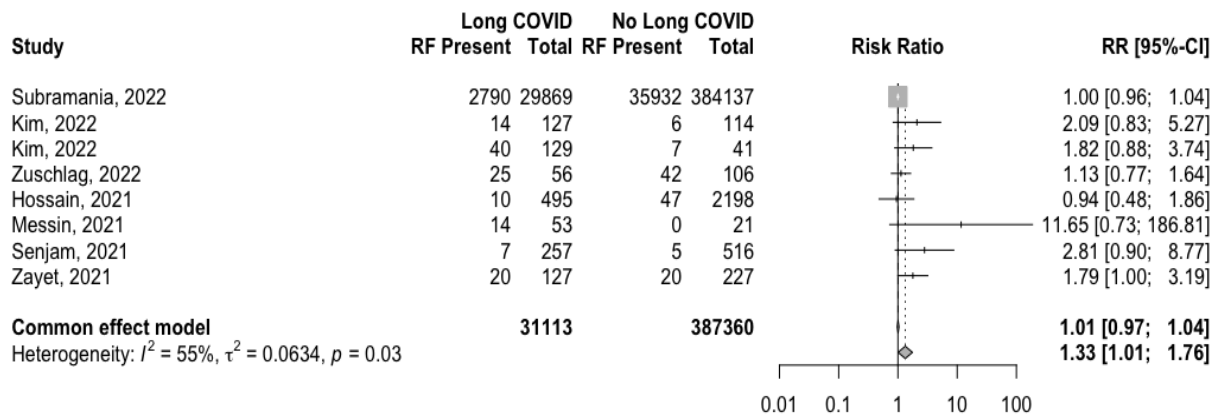 Long COVID No Long COVID
Study RF Present Total RF Present Total Risk Ratio RR [95%-CI]
Subramania, 2022 2790 29869 35932 384137 1.00 [0.96; 1.04]
Kim, 2022 14 127 6 114 2.09 [0.83; 5.27]
Kim, 2022 40 129 7 41 1.82 [0.88; 3.74]
Zuschlag, 2022 25 56 42 106 1.13 [0.77; 1.64]
Hossain, 2021 10 495 47 2198 0.94 [0.48; 1.86]
Messin, 2021 14 53 0 21 11.65 [0.73; 186.81]
Senjam, 2021 7 257 5 516 2.81 [0.90; 8.77]
Zayet, 2021 20 127 20 227 1.79 [1.00; 3.19]
Common effect model 31113 387360 1.01 [0.97; 1.04]
Heterogeneity: I² = 55%, τ² = 0.0634, p = 0.03 1.33 [1.01; 1.76]
0.01 0.1 1 10 100